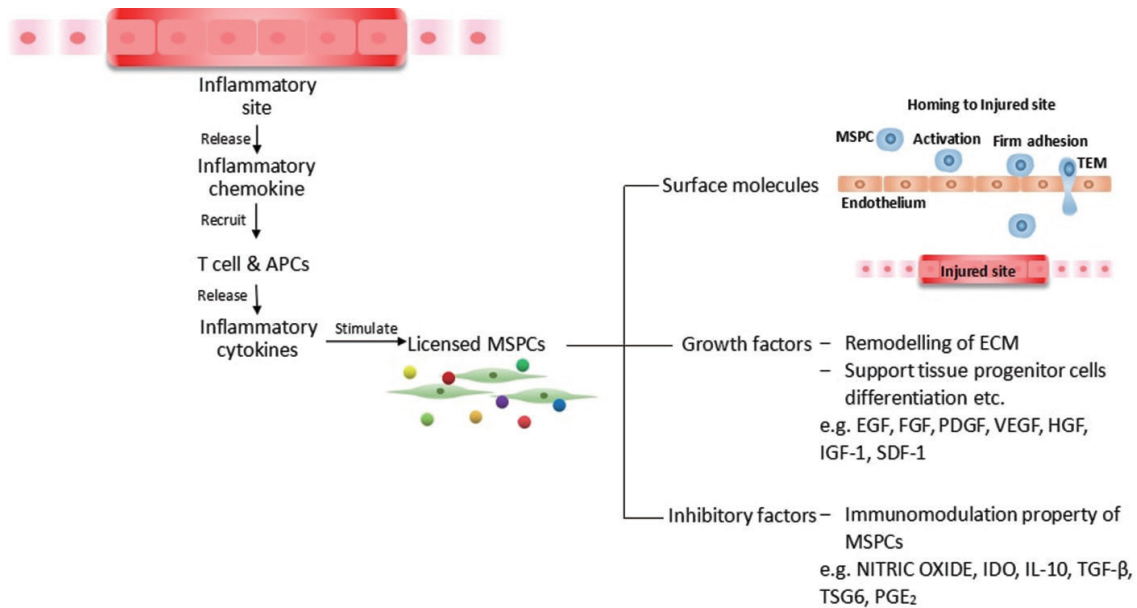 Inflammatory
site
Release
Inflammatory
chemokine
Recruit
T cell & APCs
Release
Inflammatory
cytokines
Stimulate
Licensed MSPCs
Surface molecules
Homing to Injured site
MSPC
Activation
Firm adhesion
TEM
Endothelium
Injured site
Growth factors
– Remodelling of ECM
– Support tissue progenitor cells
differentiation etc.
e.g. EGF, FGF, PDGF, VEGF, HGF,
IGF-1, SDF-1
Inhibitory factors
– Immunomodulation property of
MSPCs
e.g. NITRIC OXIDE, IDO, IL-10, TGF-β,
TSG6, PGE₂